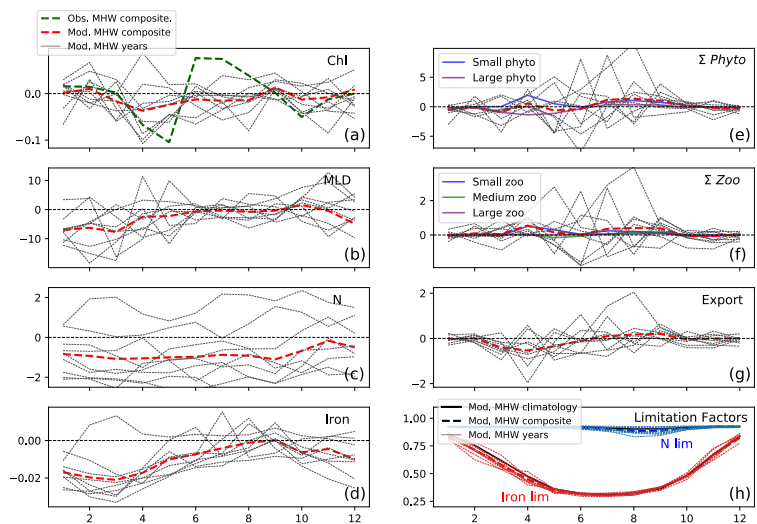 Obs. MHW composite.
Mod. MHW composite
Mod. MHW years
Chl
0.0
−0.1
(a)
MLD
10
0
−10
(b)
N
2
0
−2
(c)
Iron
0.00
−0.02
(d)
2 4 6 8 10 12
Small phyto
Large phyto
Σ Phyto
5
0
−5
(e)
Small zoo
Medium zoo
Large zoo
Σ Zoo
2
0
(f)
Export
2
0
−2
(g)
Mod. MHW climatology
Mod. MHW composite
Mod. MHW years
Limitation Factors
N lim
Iron lim
1.00
0.75
0.50
0.25
(h)
2 4 6 8 10 12